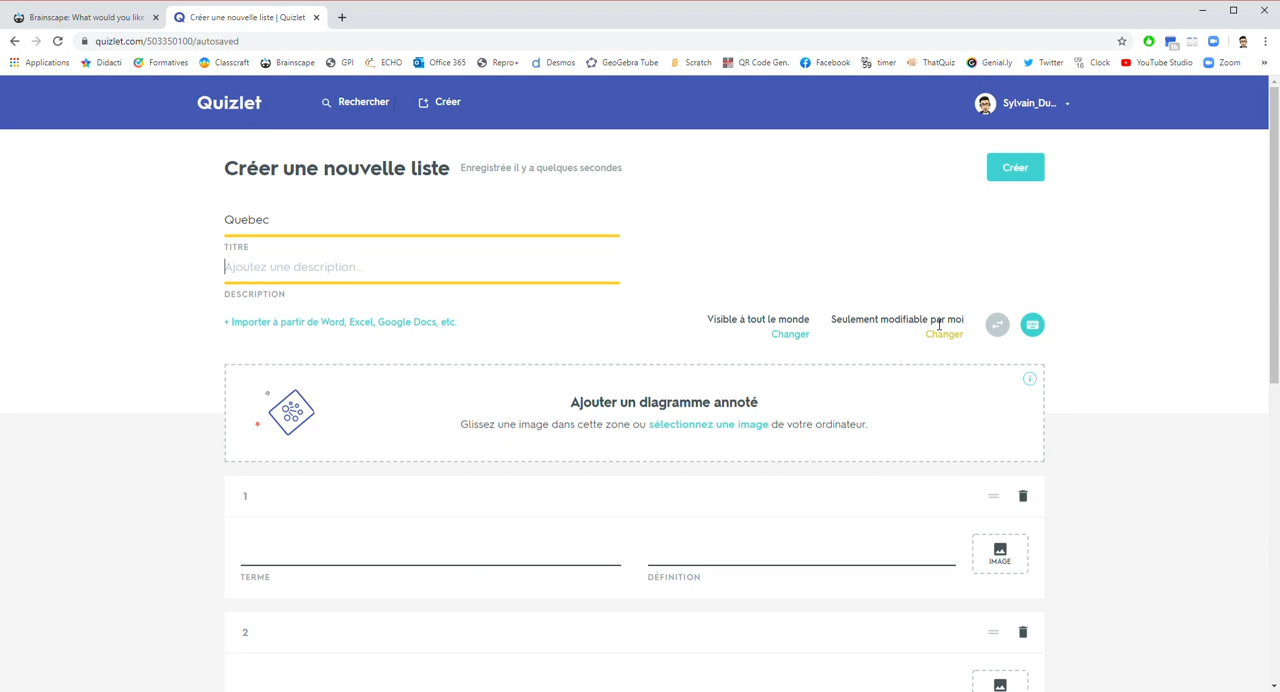 Brainscape: What would you like
Créer une nouvelle liste | Quizlet
quizlet.com/503350100/autosaved
Applications Didacti Formatives Classcraft Brainscape GPI ECHO Office 365 Repro+ Desmos GeoGebra Tube Scratch QR Code Gen. Facebook timer ThatQuiz Genial.ly Twitter Clock YouTube Studio Zoom »
Quizlet Rechercher Créer Sylvain_Du...
Créer une nouvelle liste Enregistrée il y a quelques secondes Créer
Quebec
TITRE
Ajoutez une description...
DESCRIPTION
+ Importer à partir de Word, Excel, Google Docs, etc.
Visible à tout le monde
Changer
Seulement modifiable par moi
Changer
Ajouter un diagramme annoté
Glissez une image dans cette zone ou sélectionnez une image de votre ordinateur.
1
TERME
DÉFINITION
IMAGE
2